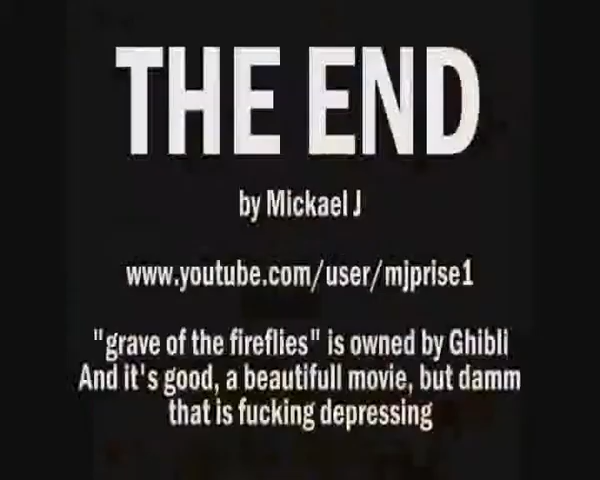 THE END
by Mickael J
www.youtube.com/user/mjprise1
"grave of the fireflies" is owned by Ghibli
And it's good, a beautifull movie, but damm
that is fucking depressing